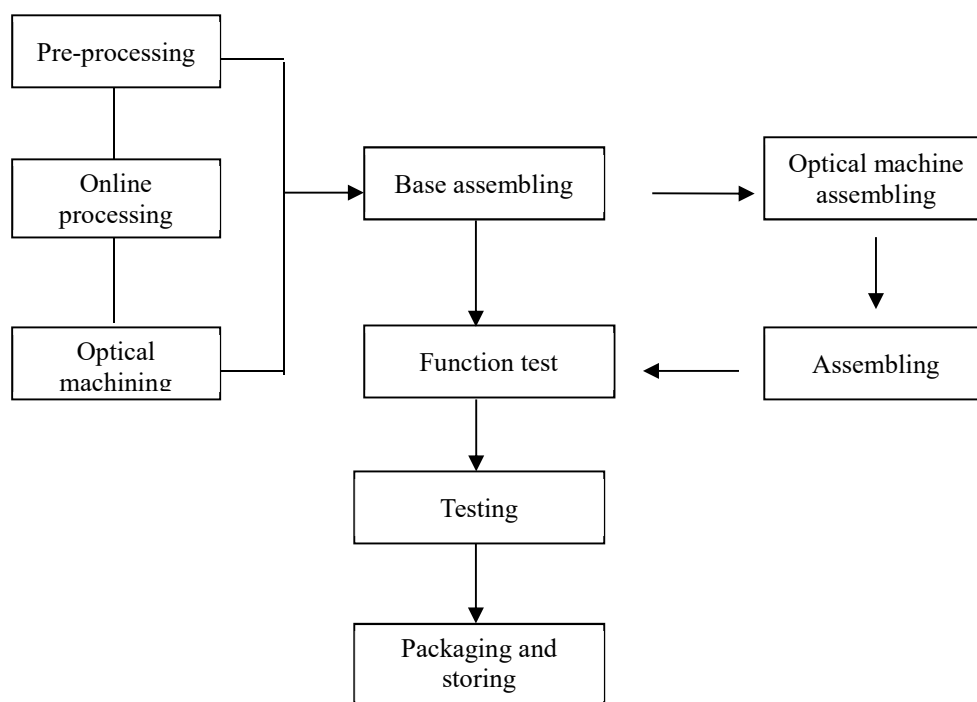 Pre-processing
Online
processing
Optical
machining
Base assembling
Optical machine
assembling
Function test
Assembling
Testing
Packaging and
storing